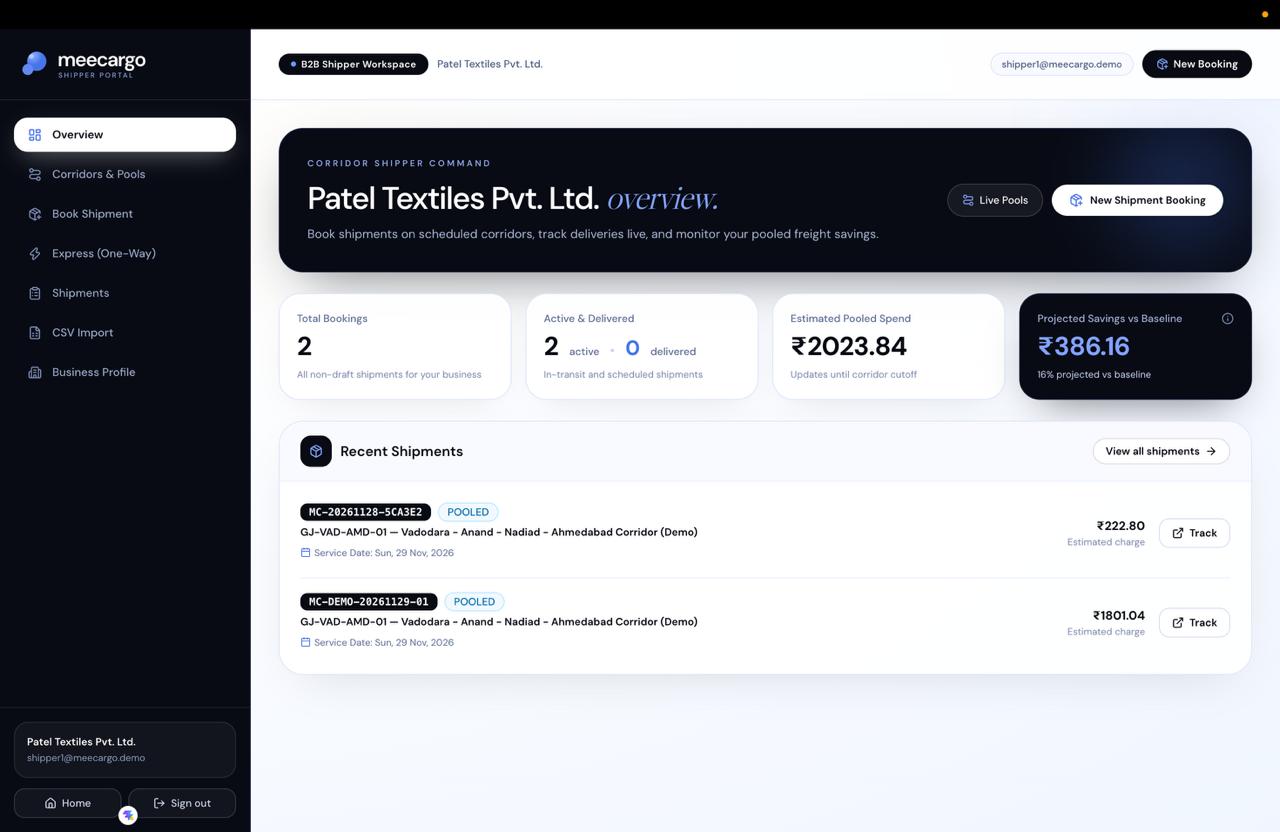 meecargo
SHIPPER PORTAL
Overview
Corridors & Pools
Book Shipment
Express (One-Way)
Shipments
CSV Import
Business Profile
Patel Textiles Pvt. Ltd.
shipper1@meecargo.demo
Home
Sign out
B2B Shipper Workspace
Patel Textiles Pvt. Ltd.
shipper1@meecargo.demo
New Booking
CORRIDOR SHIPPER COMMAND
Patel Textiles Pvt. Ltd. overview.
Book shipments on scheduled corridors, track deliveries live, and monitor your pooled freight savings.
Live Pools
New Shipment Booking
Total Bookings
2
All non-draft shipments for your business
Active & Delivered
2 active • 0 delivered
In-transit and scheduled shipments
Estimated Pooled Spend
₹2023.84
Updates until corridor cutoff
Projected Savings vs Baseline
₹386.16
16% projected vs baseline
Recent Shipments
View all shipments →
MC-20261128-5CA3E2 POOLED
GJ-VAD-AMD-01 — Vadodara - Anand - Nadiad - Ahmedabad Corridor (Demo)
Service Date: Sun, 29 Nov, 2026
₹222.80
Estimated charge
Track
MC-DEMO-20261129-01 POOLED
GJ-VAD-AMD-01 — Vadodara - Anand - Nadiad - Ahmedabad Corridor (Demo)
Service Date: Sun, 29 Nov, 2026
₹1801.04
Estimated charge
Track